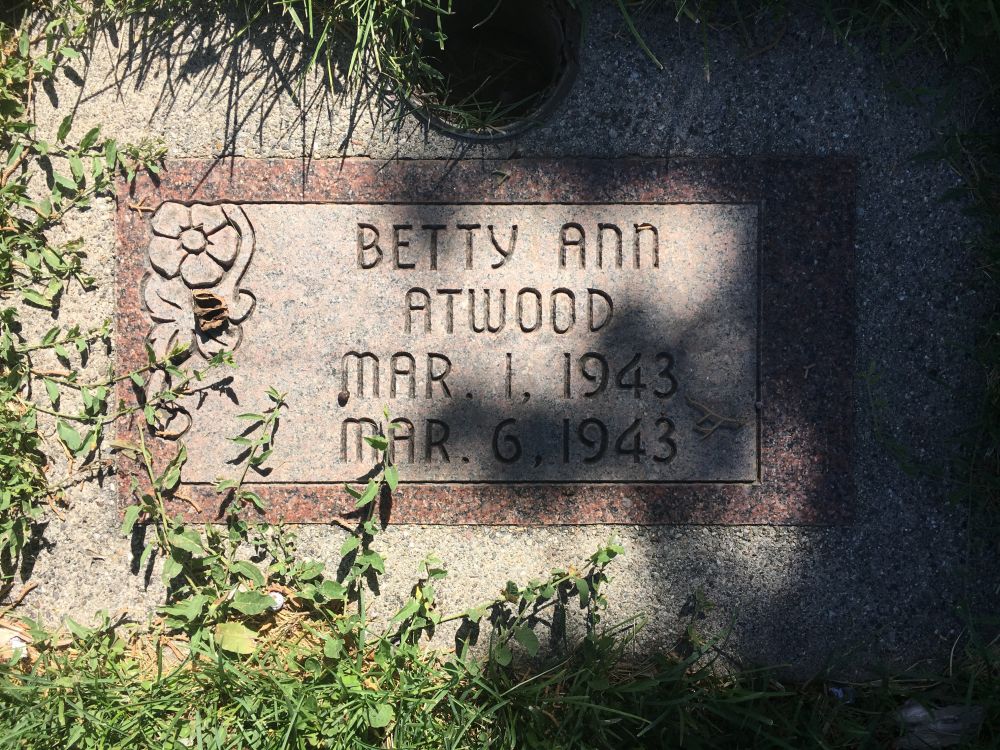 BETTY ANN
ATWOOD
MAR. 1, 1943
MAR. 6, 1943